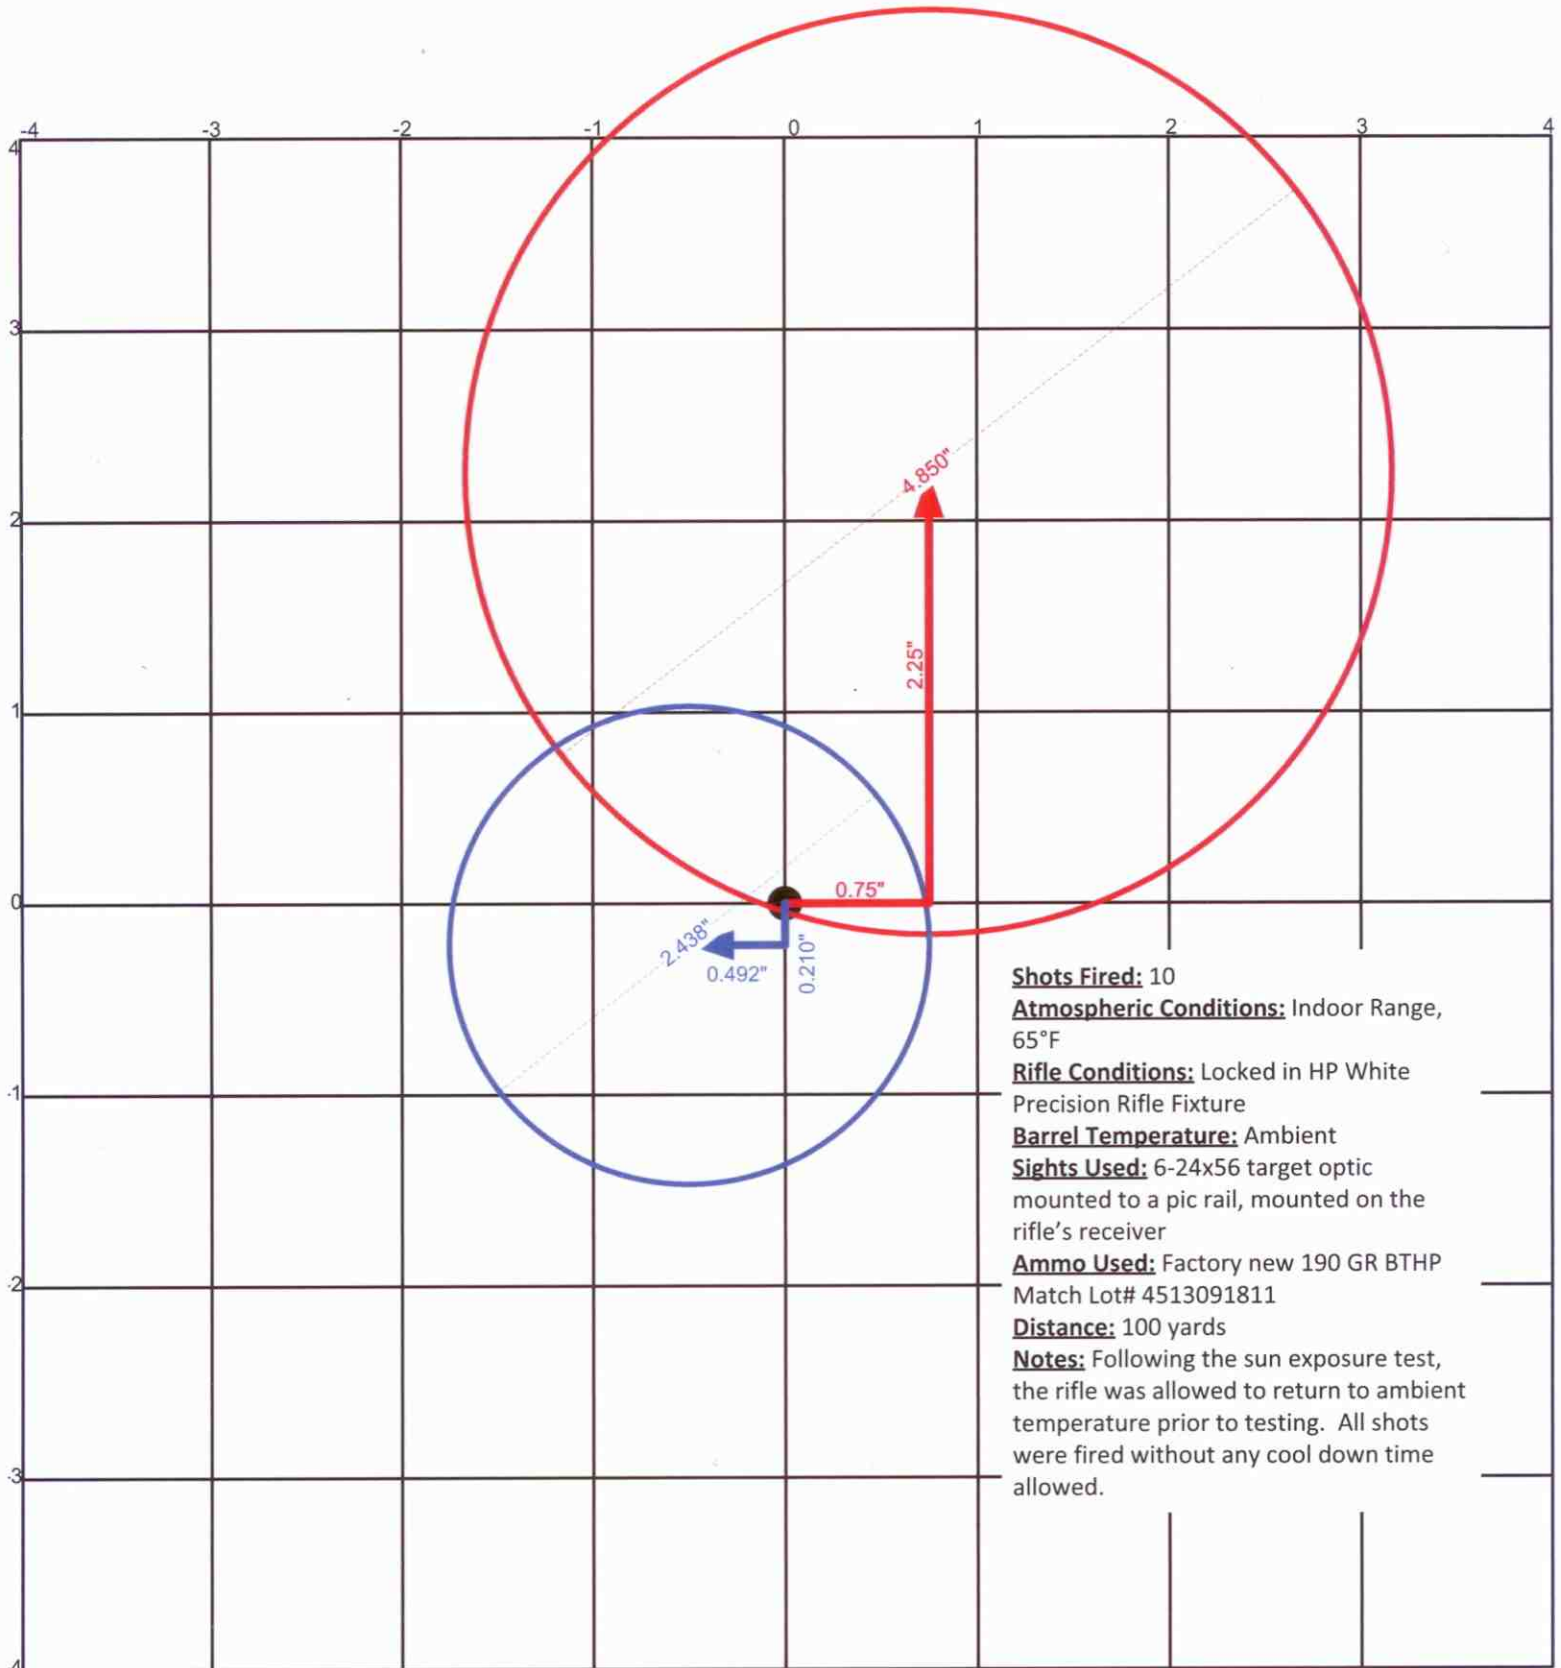 -4 -3 -2 -1 0 1 2 3 4
4
3
2
1
0
-1
-2
-3
-4
4.850"
2.25"
0.75"
2.438"
0.492"
0.210"
Shots Fired: 10
Atmospheric Conditions: Indoor Range,
65°F
Rifle Conditions: Locked in HP White
Precision Rifle Fixture
Barrel Temperature: Ambient
Sights Used: 6-24x56 target optic
mounted to a pic rail, mounted on the
rifle's receiver
Ammo Used: Factory new 190 GR BTHP
Match Lot# 4513091811
Distance: 100 yards
Notes: Following the sun exposure test,
the rifle was allowed to return to ambient
temperature prior to testing.  All shots
were fired without any cool down time
allowed.